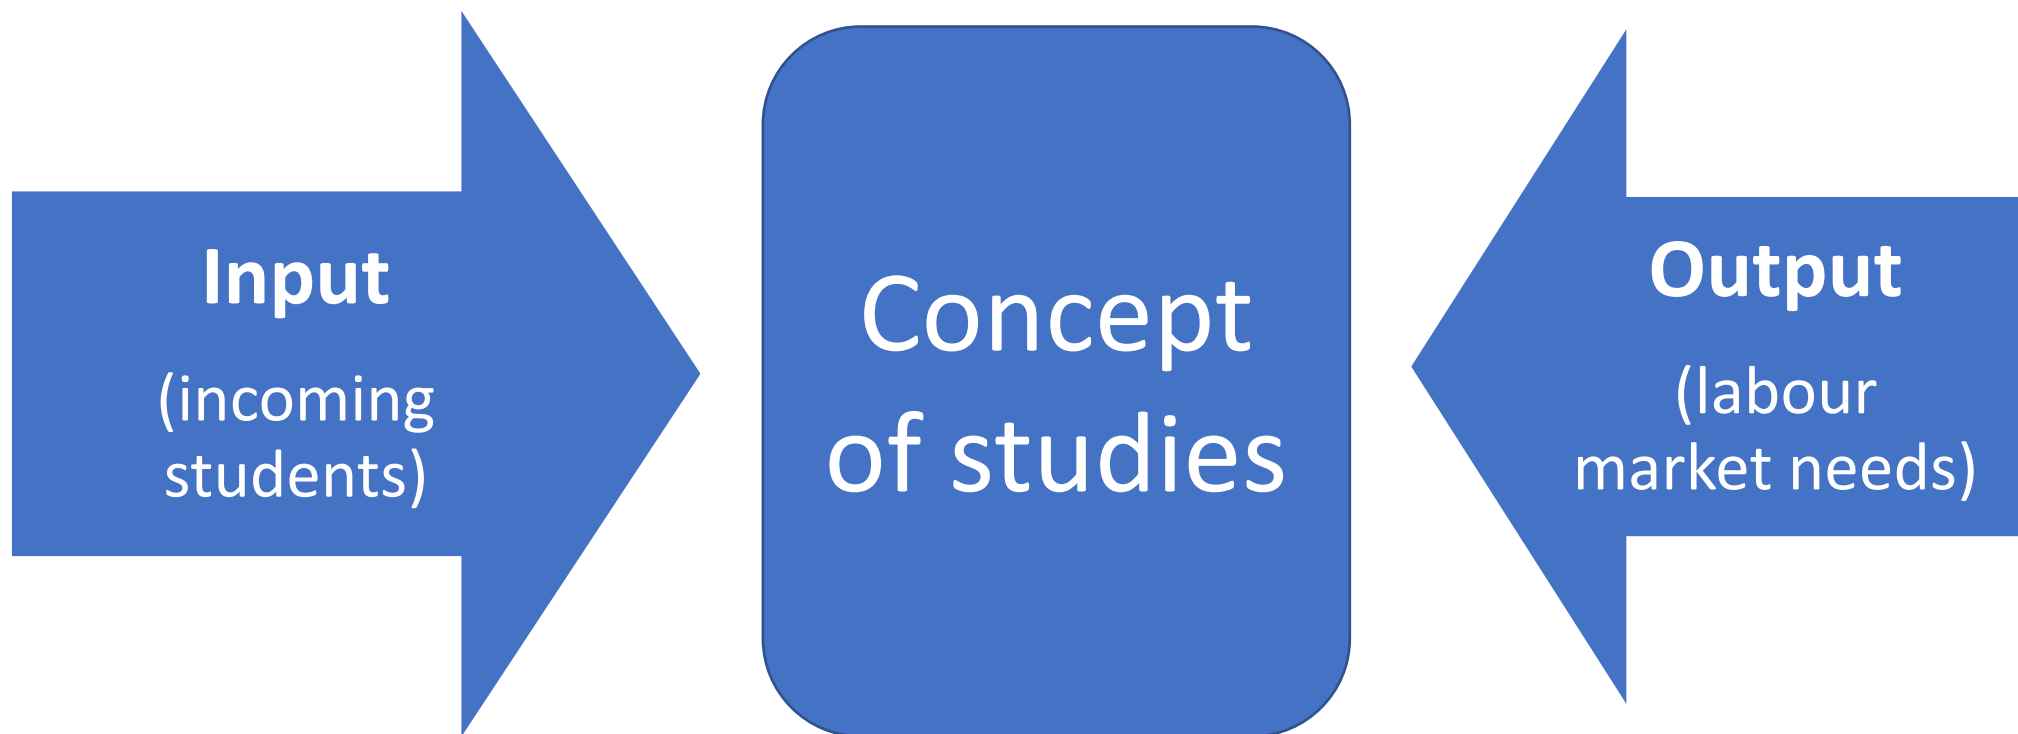 Input
(incoming
students)
Concept
of studies
Output
(labour
market needs)